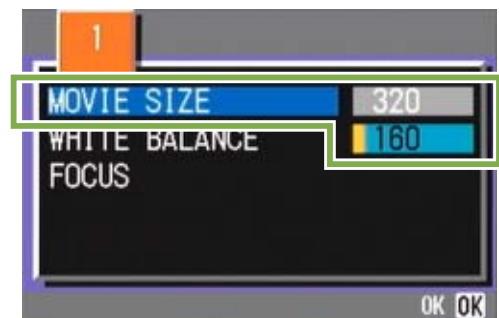 1
MOVIE SIZE 320
WHITE BALANCE 160
FOCUS
OK OK